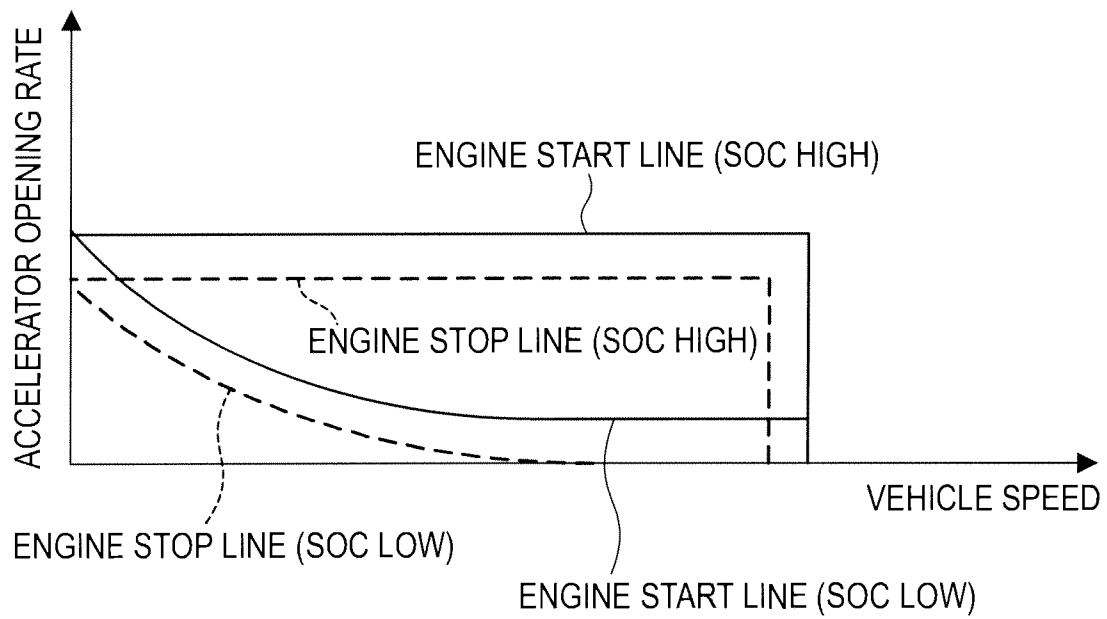 ACCELERATOR OPENING RATE
ENGINE START LINE (SOC HIGH)
ENGINE STOP LINE (SOC HIGH)
VEHICLE SPEED
ENGINE STOP LINE (SOC LOW)
ENGINE START LINE (SOC LOW)